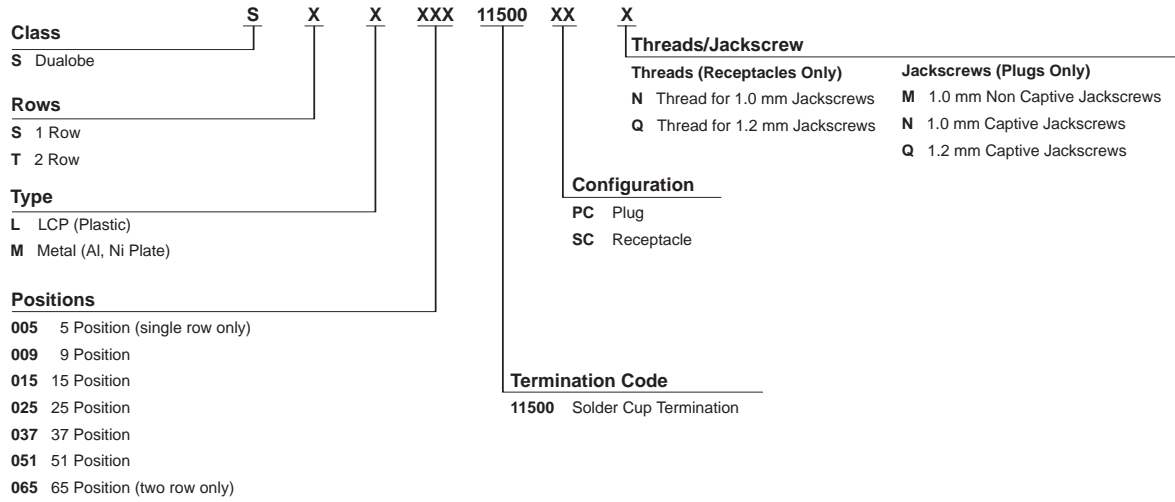 S X X XXX 11500 XX X
Class
S Dualobe
Rows
S 1 Row
T 2 Row
Type
L LCP (Plastic)
M Metal (Al, Ni Plate)
Positions
005 5 Position (single row only)
009 9 Position
015 15 Position
025 25 Position
037 37 Position
051 51 Position
065 65 Position (two row only)
Termination Code
11500 Solder Cup Termination
Configuration
PC Plug
SC Receptacle
Threads/Jackscrew
Threads (Receptacles Only)
N Thread for 1.0 mm Jackscrews
Q Thread for 1.2 mm Jackscrews
Jackscrews (Plugs Only)
M 1.0 mm Non Captive Jackscrews
N 1.0 mm Captive Jackscrews
Q 1.2 mm Captive Jackscrews